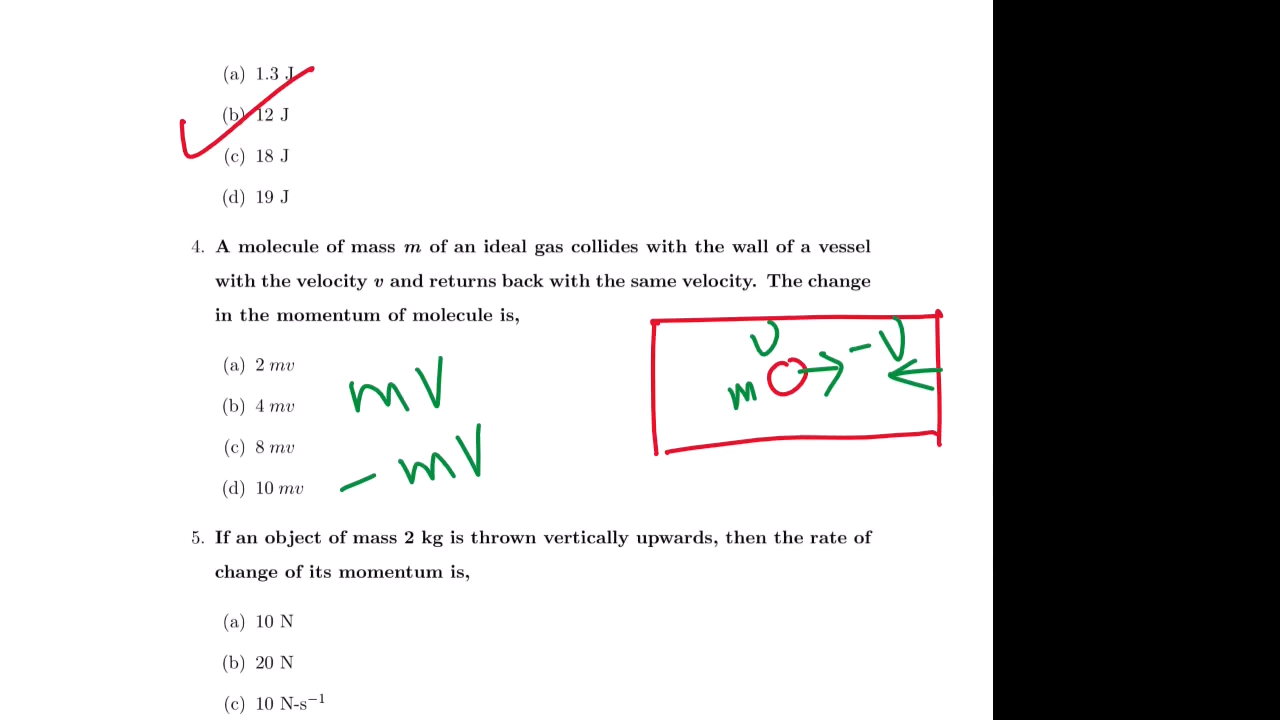 (a) 1.3 J
(b) 12 J
(c) 18 J
(d) 19 J
4. A molecule of mass m of an ideal gas collides with the wall of a vessel
with the velocity v and returns back with the same velocity. The change
in the momentum of molecule is,
(a) 2 mv
(b) 4 mv
(c) 8 mv
(d) 10 mv
mV
- mV
υ
- V
m
5. If an object of mass 2 kg is thrown vertically upwards, then the rate of
change of its momentum is,
(a) 10 N
(b) 20 N
(c) 10 N-s⁻¹